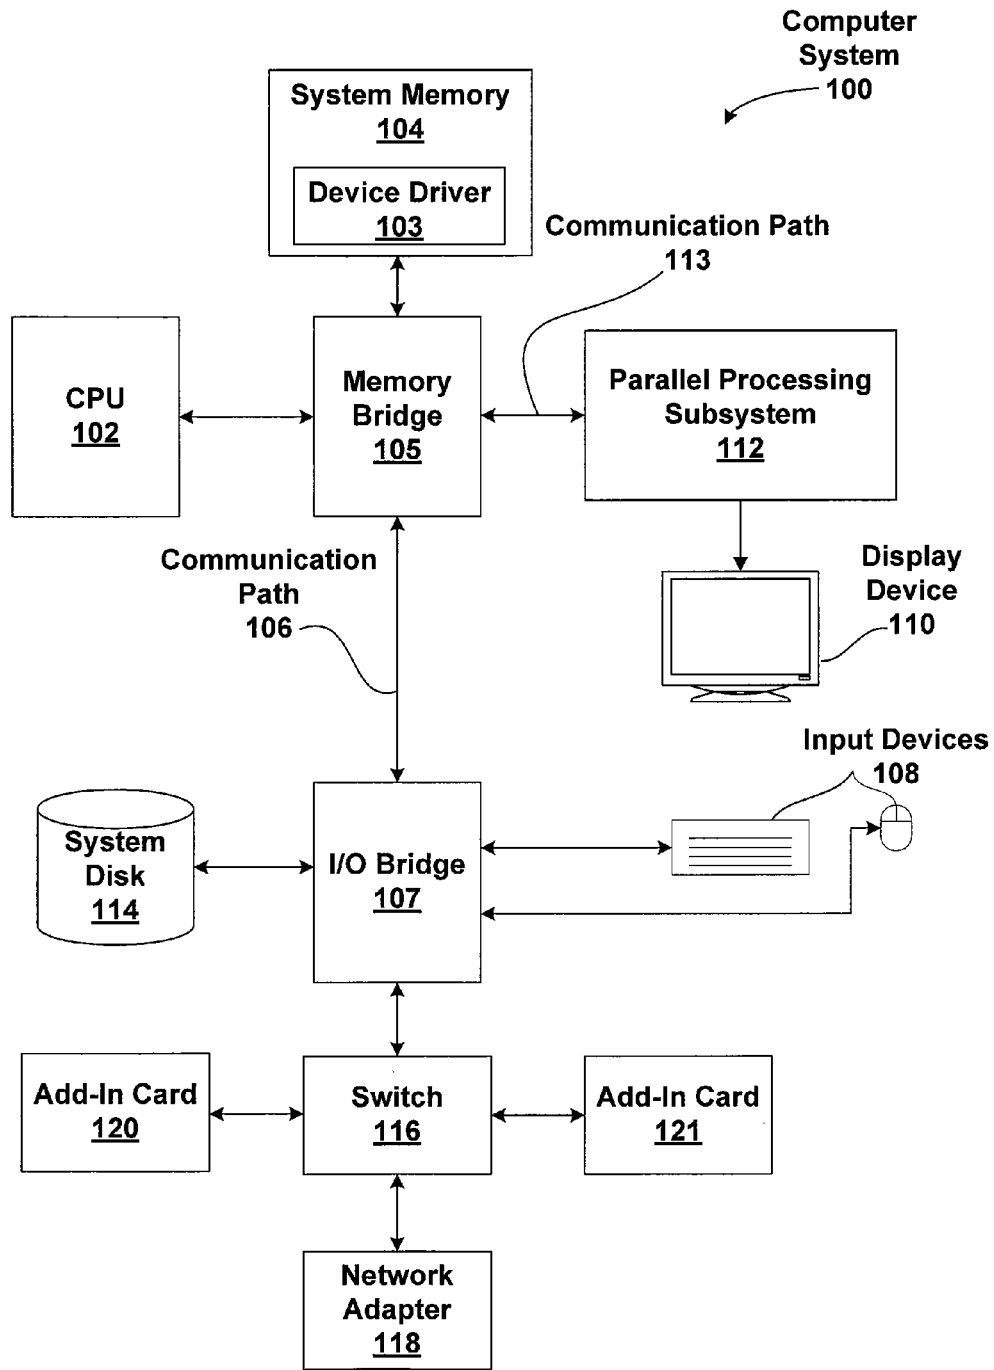 Computer
System
100
System Memory
104
Device Driver
103
Communication Path
113
CPU
102
Memory
Bridge
105
Parallel Processing
Subsystem
112
Communication
Path
106
Display
Device
110
Input Devices
108
System
Disk
114
I/O Bridge
107
Add-In Card
120
Switch
116
Add-In Card
121
Network
Adapter
118